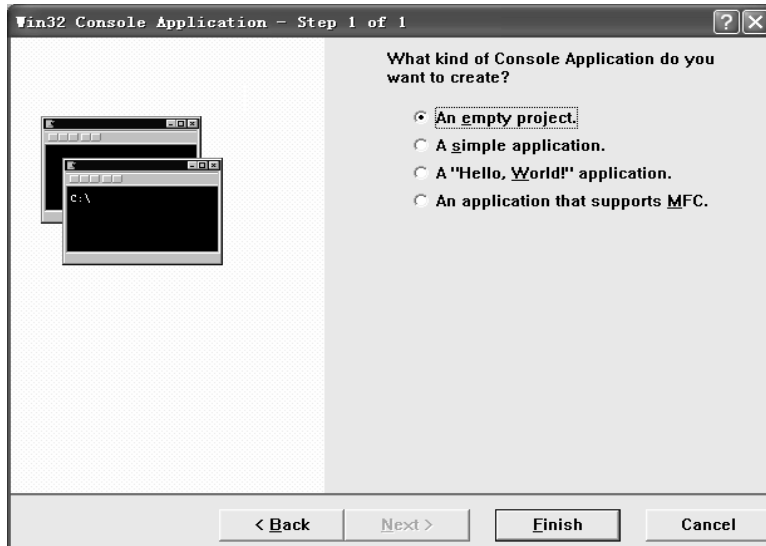 Win32 Console Application - Step 1 of 1
What kind of Console Application do you
want to create?
An empty project.
A simple application.
A "Hello, World!" application.
An application that supports MFC.
C:\
< Back
Next >
Finish
Cancel